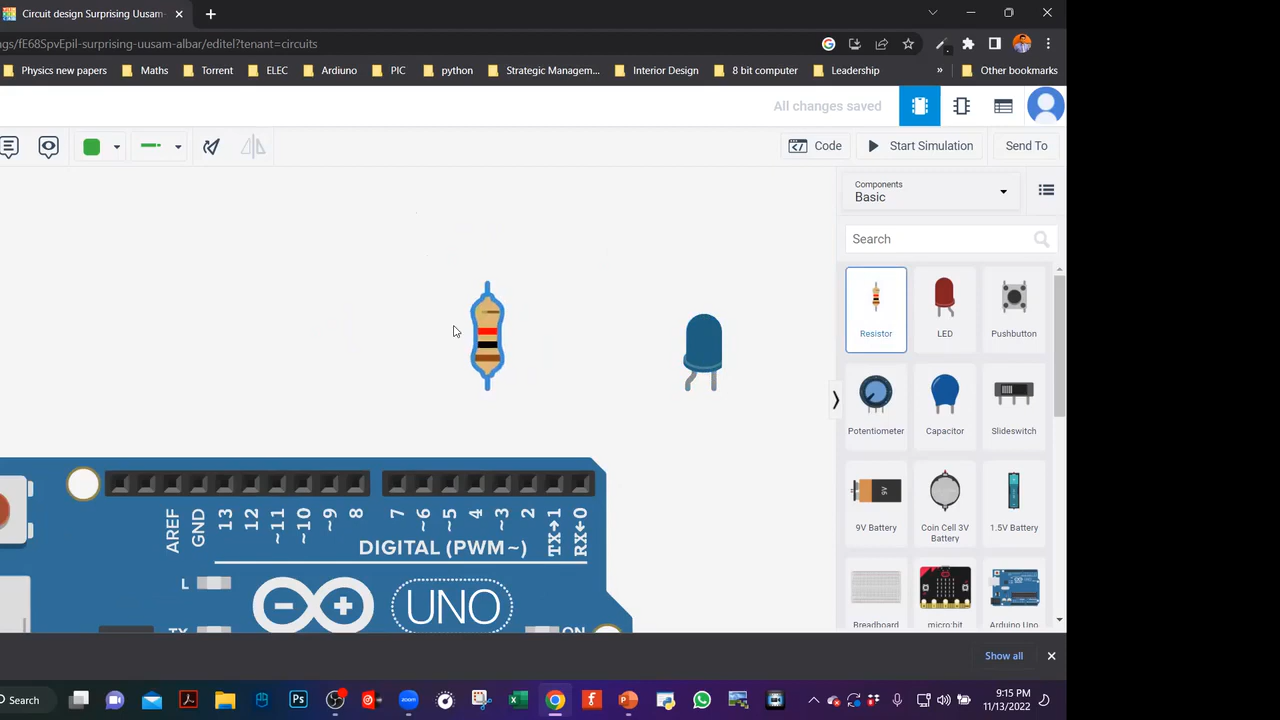 Circuit design Surprising Uusam-
ngs/fE68SpvEpil-surprising-uusam-albar/editel?tenant=circuits
Physics new papers
Maths
Torrent
ELEC
Arduino
PIC
python
Strategic Managem...
Interior Design
8 bit computer
Leadership
»
Other bookmarks
All changes saved
Code
Start Simulation
Send To
Components
Basic
Search
Resistor
LED
Pushbutton
Potentiometer
Capacitor
Slideswitch
9V
9V Battery
Coin Cell 3V
Battery
1.5V Battery
Breadboard
micro:bit
Arduino Uno
AREF
GND
13
12
~11
~10
~9
8
7
~6
~5
4
~3
2
TX→1
RX←0
DIGITAL (PWM~)
L
UNO
TX
ON
Show all
Search
Ps
zoom
9:15 PM
11/13/2022